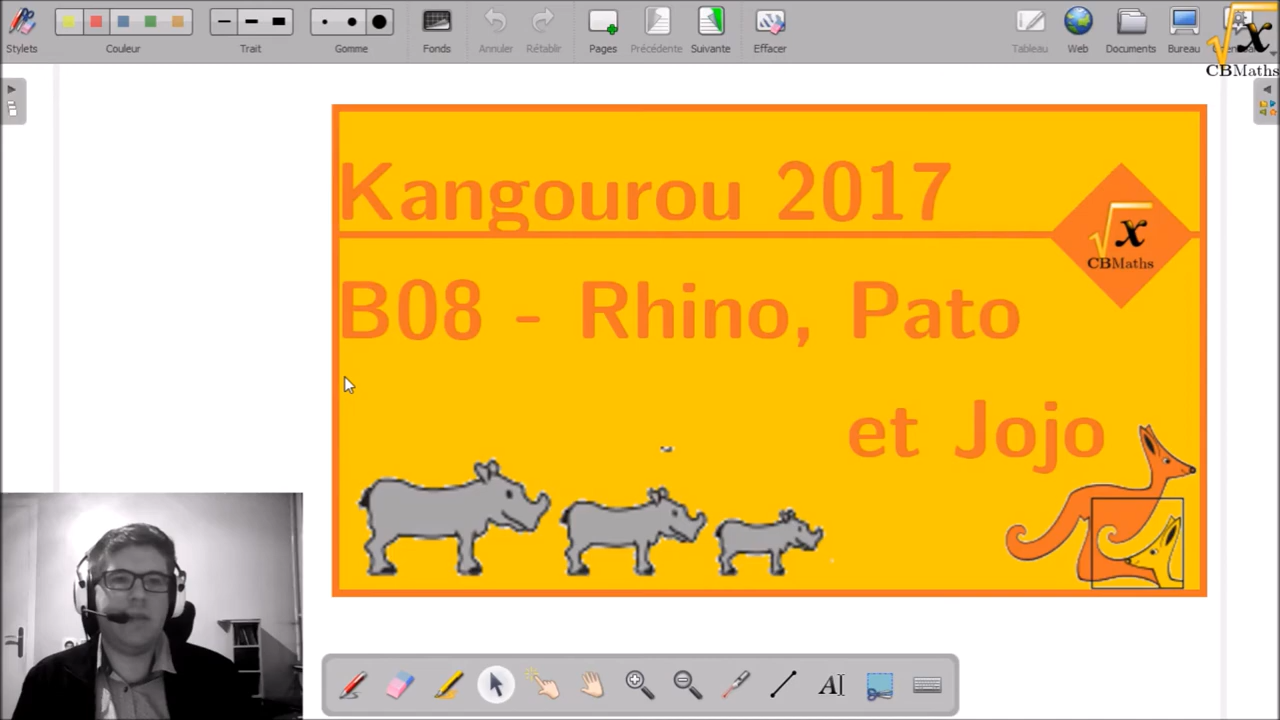 Stylets Couleur Trait Gomme Fonds Annuler Rétablir Pages Précédente Suivante Effacer Tableau Web Documents Bureau
√x
CBMaths
Kangourou 2017
√x
CBMaths
B08 - Rhino, Pato
et Jojo
AI